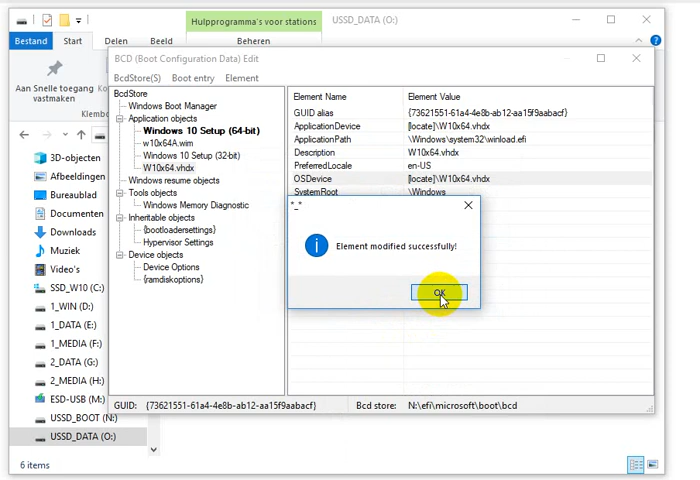 Hulpprogramma's voor stations
USSD_DATA (O:)
Bestand
Start
Delen
Beeld
Beheren
Aan Snelle toegang
vastmaken
Klembo
BCD (Boot Configuration Data) Edit
BcdStore(S)
Boot entry
Element
BcdStore
Windows Boot Manager
Application objects
Windows 10 Setup (64-bit)
w10x64A.wim
Windows 10 Setup (32-bit)
W10x64.vhdx
Windows resume objects
Tools objects
Windows Memory Diagnostic
Inheritable objects
{bootloadersettings}
Hypervisor Settings
Device objects
Device Options
{ramdiskoptions}
Element Name
Element Value
GUID alias
{73621551-61a4-4e8b-ab12-aa15f9aabacf}
ApplicationDevice
[locate]\W10x64.vhdx
ApplicationPath
\Windows\system32\winload.efi
Description
W10x64.vhdx
PreferredLocale
en-US
OSDevice
[locate]\W10x64.vhdx
SystemRoot
\Windows
*_*
Element modified successfully!
OK
GUID: {73621551-61a4-4e8b-ab12-aa15f9aabacf}
Bcd store: N:\efi\microsoft\boot\bcd
3D-objecten
Afbeeldingen
Bureaublad
Documenten
Downloads
Muziek
Video's
SSD_W10 (C:)
1_WIN (D:)
1_DATA (E:)
1_MEDIA (F:)
2_DATA (G:)
2_MEDIA (H:)
ESD-USB (M:)
USSD_BOOT (N:)
USSD_DATA (O:)
6 items